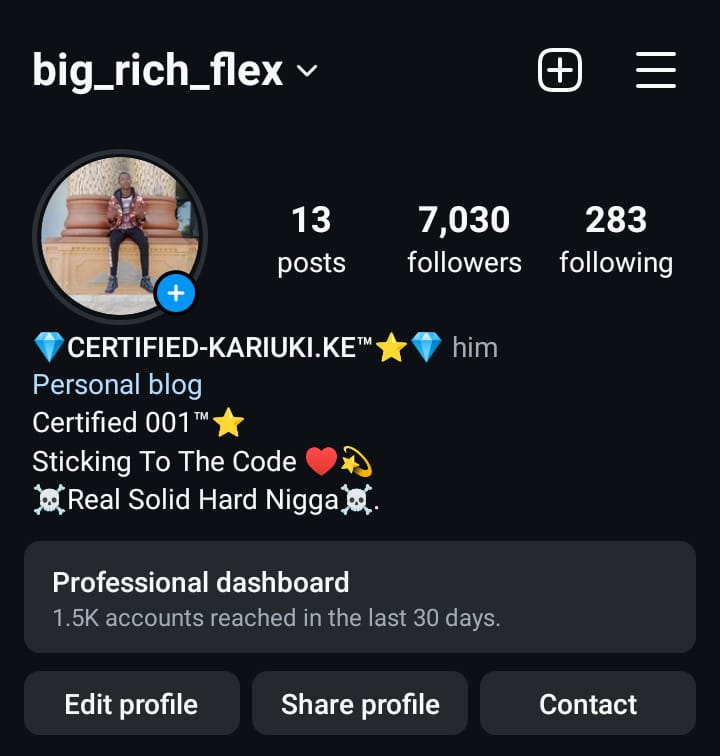 big_rich_flex
13 7,030 283
posts followers following
💎CERTIFIED-KARIUKI.KE™⭐💎 him
Personal blog
Certified 001™⭐
Sticking To The Code ♥️💫
☠️Real Solid Hard Nigga☠️.
Professional dashboard
1.5K accounts reached in the last 30 days.
Edit profile Share profile Contact